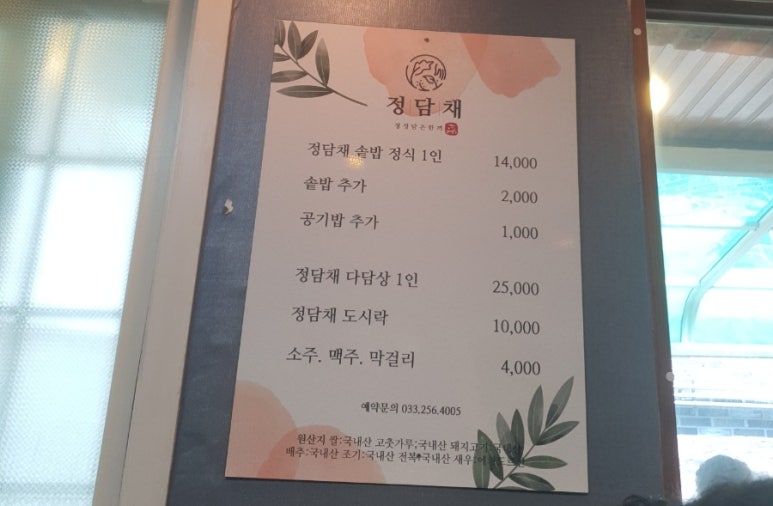 정담채
정성담은한끼
정담채 솥밥 정식 1인 14,000
솥밥 추가 2,000
공기밥 추가 1,000
정담채 다담상 1인 25,000
정담채 도시락 10,000
소주. 맥주. 막걸리 4,000
예약문의 033.256.4005
원산지 쌀:국내산 고춧가루;국내산 돼지고기:국내산
배추:국내산 조기:국내산 전복:국내산 새우: